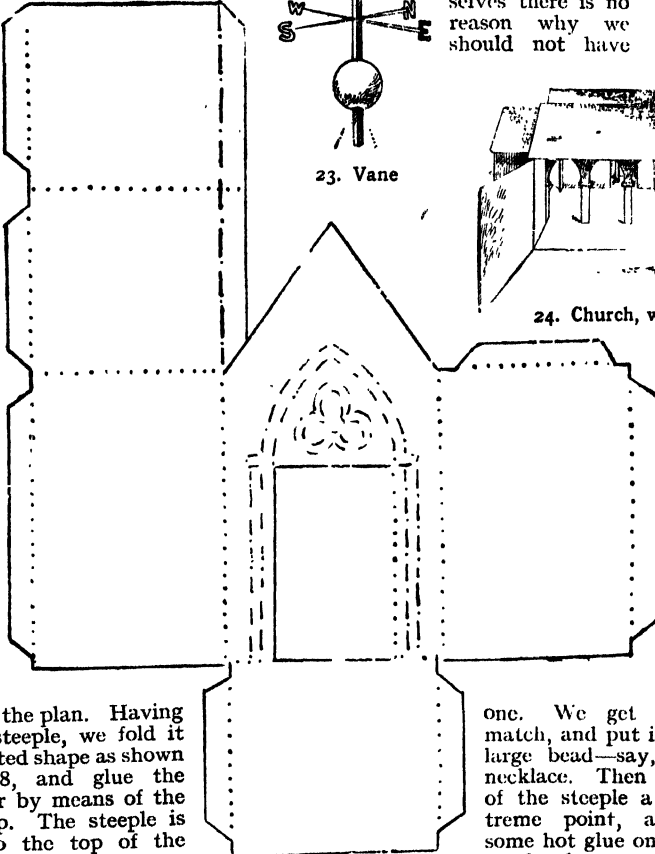 W N
S E
selves there is no
reason why we
should not have
23. Vane
24. Church, w
the plan. Having
steeple, we fold it
ted shape as shown
8, and glue the
r by means of the
p. The steeple is
o the top of the
one. We get
match, and put i
large bead—say,
necklace. Then
of the steeple a
treme point, a
some hot glue on